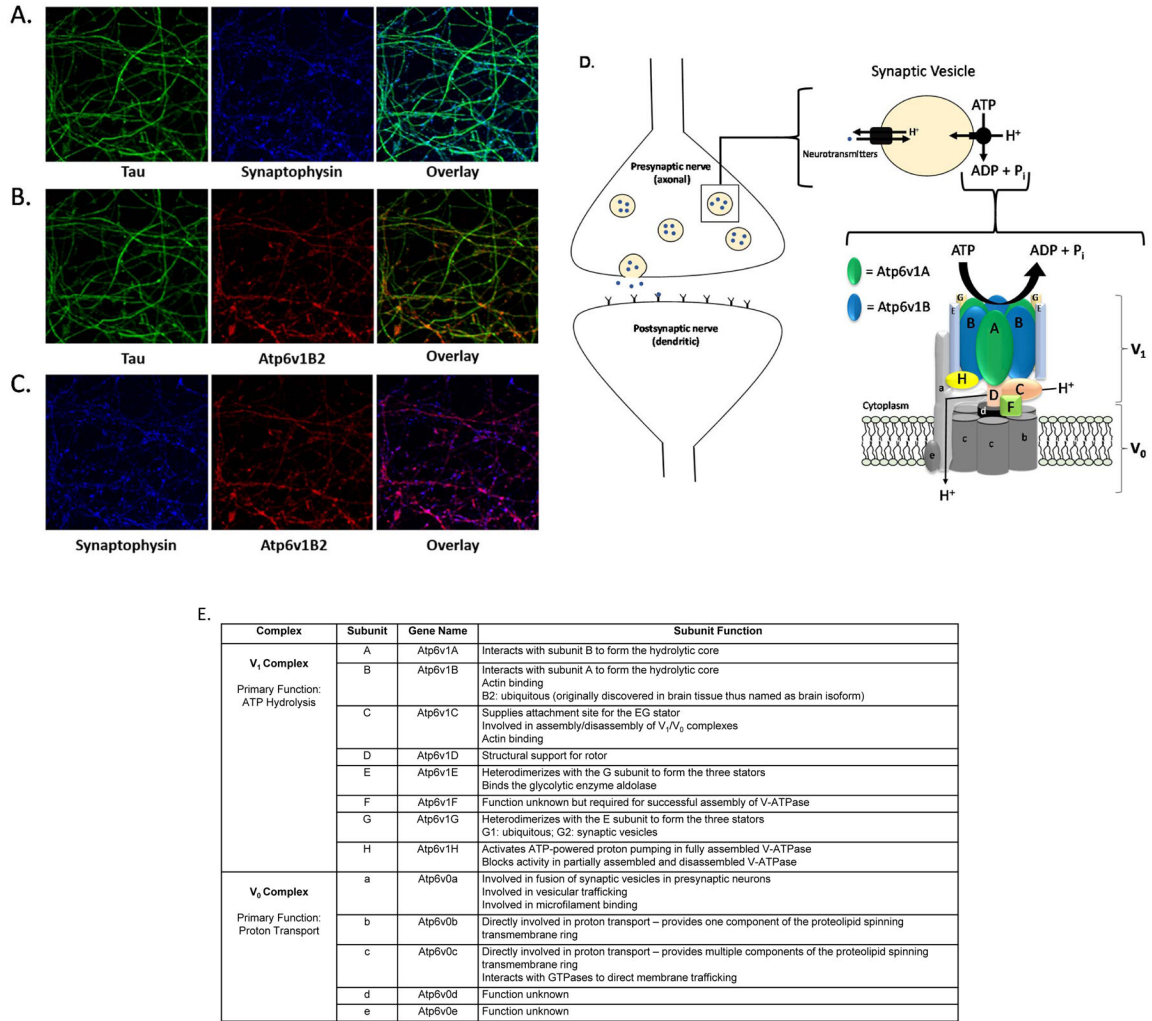 A.
Tau
Synaptophysin
Overlay
B.
Tau
Atp6v1B2
Overlay
C.
Synaptophysin
Atp6v1B2
Overlay
D.
Synaptic Vesicle
ATP
H⁺
H⁺
Neurotransmitters
ADP + Pᵢ
Presynaptic nerve
(axonal)
Postsynaptic nerve
(dendritic)
ATP
ADP + Pᵢ
= Atp6v1A
= Atp6v1B
G
G
E
E
B
A
B
V₁
a
H
D
C
H⁺
F
Cytoplasm
d
c
c
b
e
V₀
H⁺
E.
Complex Subunit Gene Name Subunit Function
V₁ Complex
Primary Function:
ATP Hydrolysis
A Atp6v1A Interacts with subunit B to form the hydrolytic core
B Atp6v1B Interacts with subunit A to form the hydrolytic core
Actin binding
B2: ubiquitous (originally discovered in brain tissue thus named as brain isoform)
C Atp6v1C Supplies attachment site for the EG stator
Involved in assembly/disassembly of V₁/V₀ complexes
Actin binding
D Atp6v1D Structural support for rotor
E Atp6v1E Heterodimerizes with the G subunit to form the three stators
Binds the glycolytic enzyme aldolase
F Atp6v1F Function unknown but required for successful assembly of V-ATPase
G Atp6v1G Heterodimerizes with the E subunit to form the three stators
G1: ubiquitous; G2: synaptic vesicles
H Atp6v1H Activates ATP-powered proton pumping in fully assembled V-ATPase
Blocks activity in partially assembled and disassembled V-ATPase
V₀ Complex
Primary Function:
Proton Transport
a Atp6v0a Involved in fusion of synaptic vesicles in presynaptic neurons
Involved in vesicular trafficking
Involved in microfilament binding
b Atp6v0b Directly involved in proton transport – provides one component of the proteolipid spinning
transmembrane ring
c Atp6v0c Directly involved in proton transport – provides multiple components of the proteolipid spinning
transmembrane ring
Interacts with GTPases to direct membrane trafficking
d Atp6v0d Function unknown
e Atp6v0e Function unknown